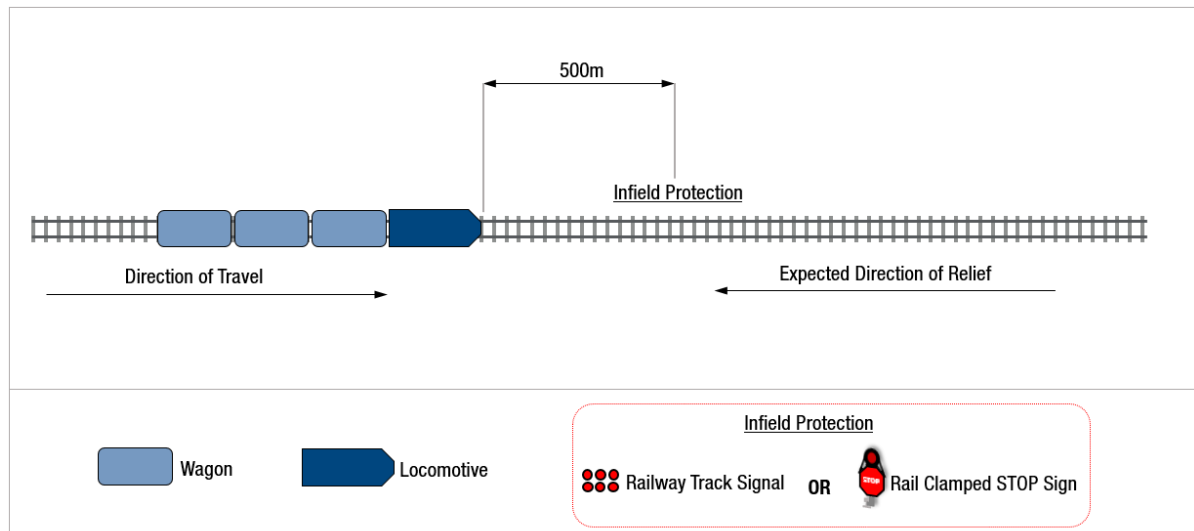 500m
Infield Protection
Direction of Travel
Expected Direction of Relief
Infield Protection
Wagon
Locomotive
Railway Track Signal OR STOP Rail Clamped STOP Sign